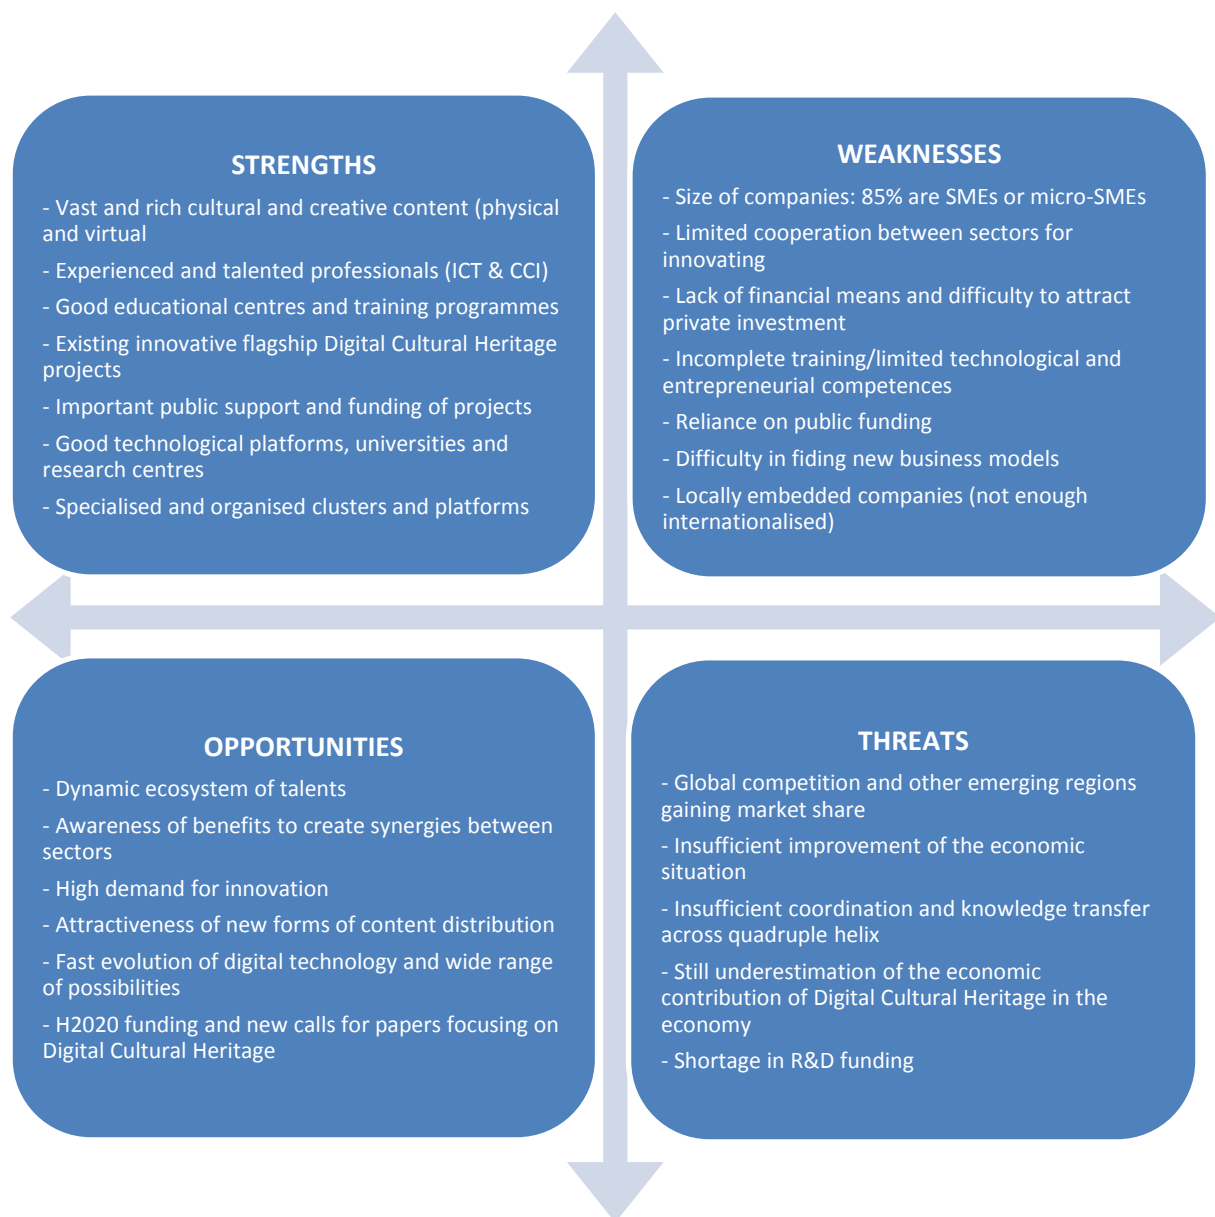 STRENGTHS
- Vast and rich cultural and creative content (physical
and virtual
- Experienced and talented professionals (ICT & CCI)
- Good educational centres and training programmes
- Existing innovative flagship Digital Cultural Heritage
projects
- Important public support and funding of projects
- Good technological platforms, universities and
research centres
- Specialised and organised clusters and platforms
WEAKNESSES
- Size of companies: 85% are SMEs or micro-SMEs
- Limited cooperation between sectors for
innovating
- Lack of financial means and difficulty to attract
private investment
- Incomplete training/limited technological and
entrepreneurial competences
- Reliance on public funding
- Difficulty in fiding new business models
- Locally embedded companies (not enough
internationalised)
OPPORTUNITIES
- Dynamic ecosystem of talents
- Awareness of benefits to create synergies between
sectors
- High demand for innovation
- Attractiveness of new forms of content distribution
- Fast evolution of digital technology and wide range
of possibilities
- H2020 funding and new calls for papers focusing on
Digital Cultural Heritage
THREATS
- Global competition and other emerging regions
gaining market share
- Insufficient improvement of the economic
situation
- Insufficient coordination and knowledge transfer
across quadruple helix
- Still underestimation of the economic
contribution of Digital Cultural Heritage in the
economy
- Shortage in R&D funding